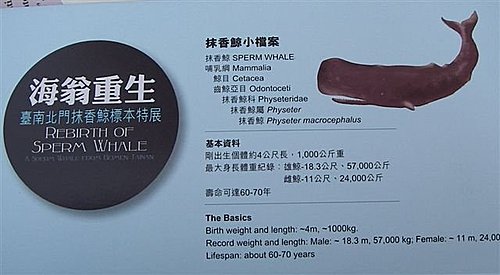 海翁重生
臺南北門抹香鯨標本特展
REBIRTH OF
SPERM WHALE
A SPERM WHALE FROM BEIMEN TAINAN
抹香鯨小檔案
抹香鯨 SPERM WHALE
哺乳綱 Mammalia
鯨目 Cetacea
齒鯨亞目 Odontoceti
抹香鯨科 Physeteridae
抹香鯨屬 Physeter
抹香鯨 Physeter macrocephalus
基本資料
剛出生個體約4公尺長，1,000公斤重
最大身長體重紀錄：雄鯨-18.3公尺、57,000公斤
雌鯨-11公尺、24,000公斤
壽命可達60-70年
The Basics
Birth weight and length: ~4m, ~1000kg.
Record weight and length: Male: ~ 18.3 m, 57,000 kg; Female: ~ 11 m, 24,00
Lifespan: about 60-70 years